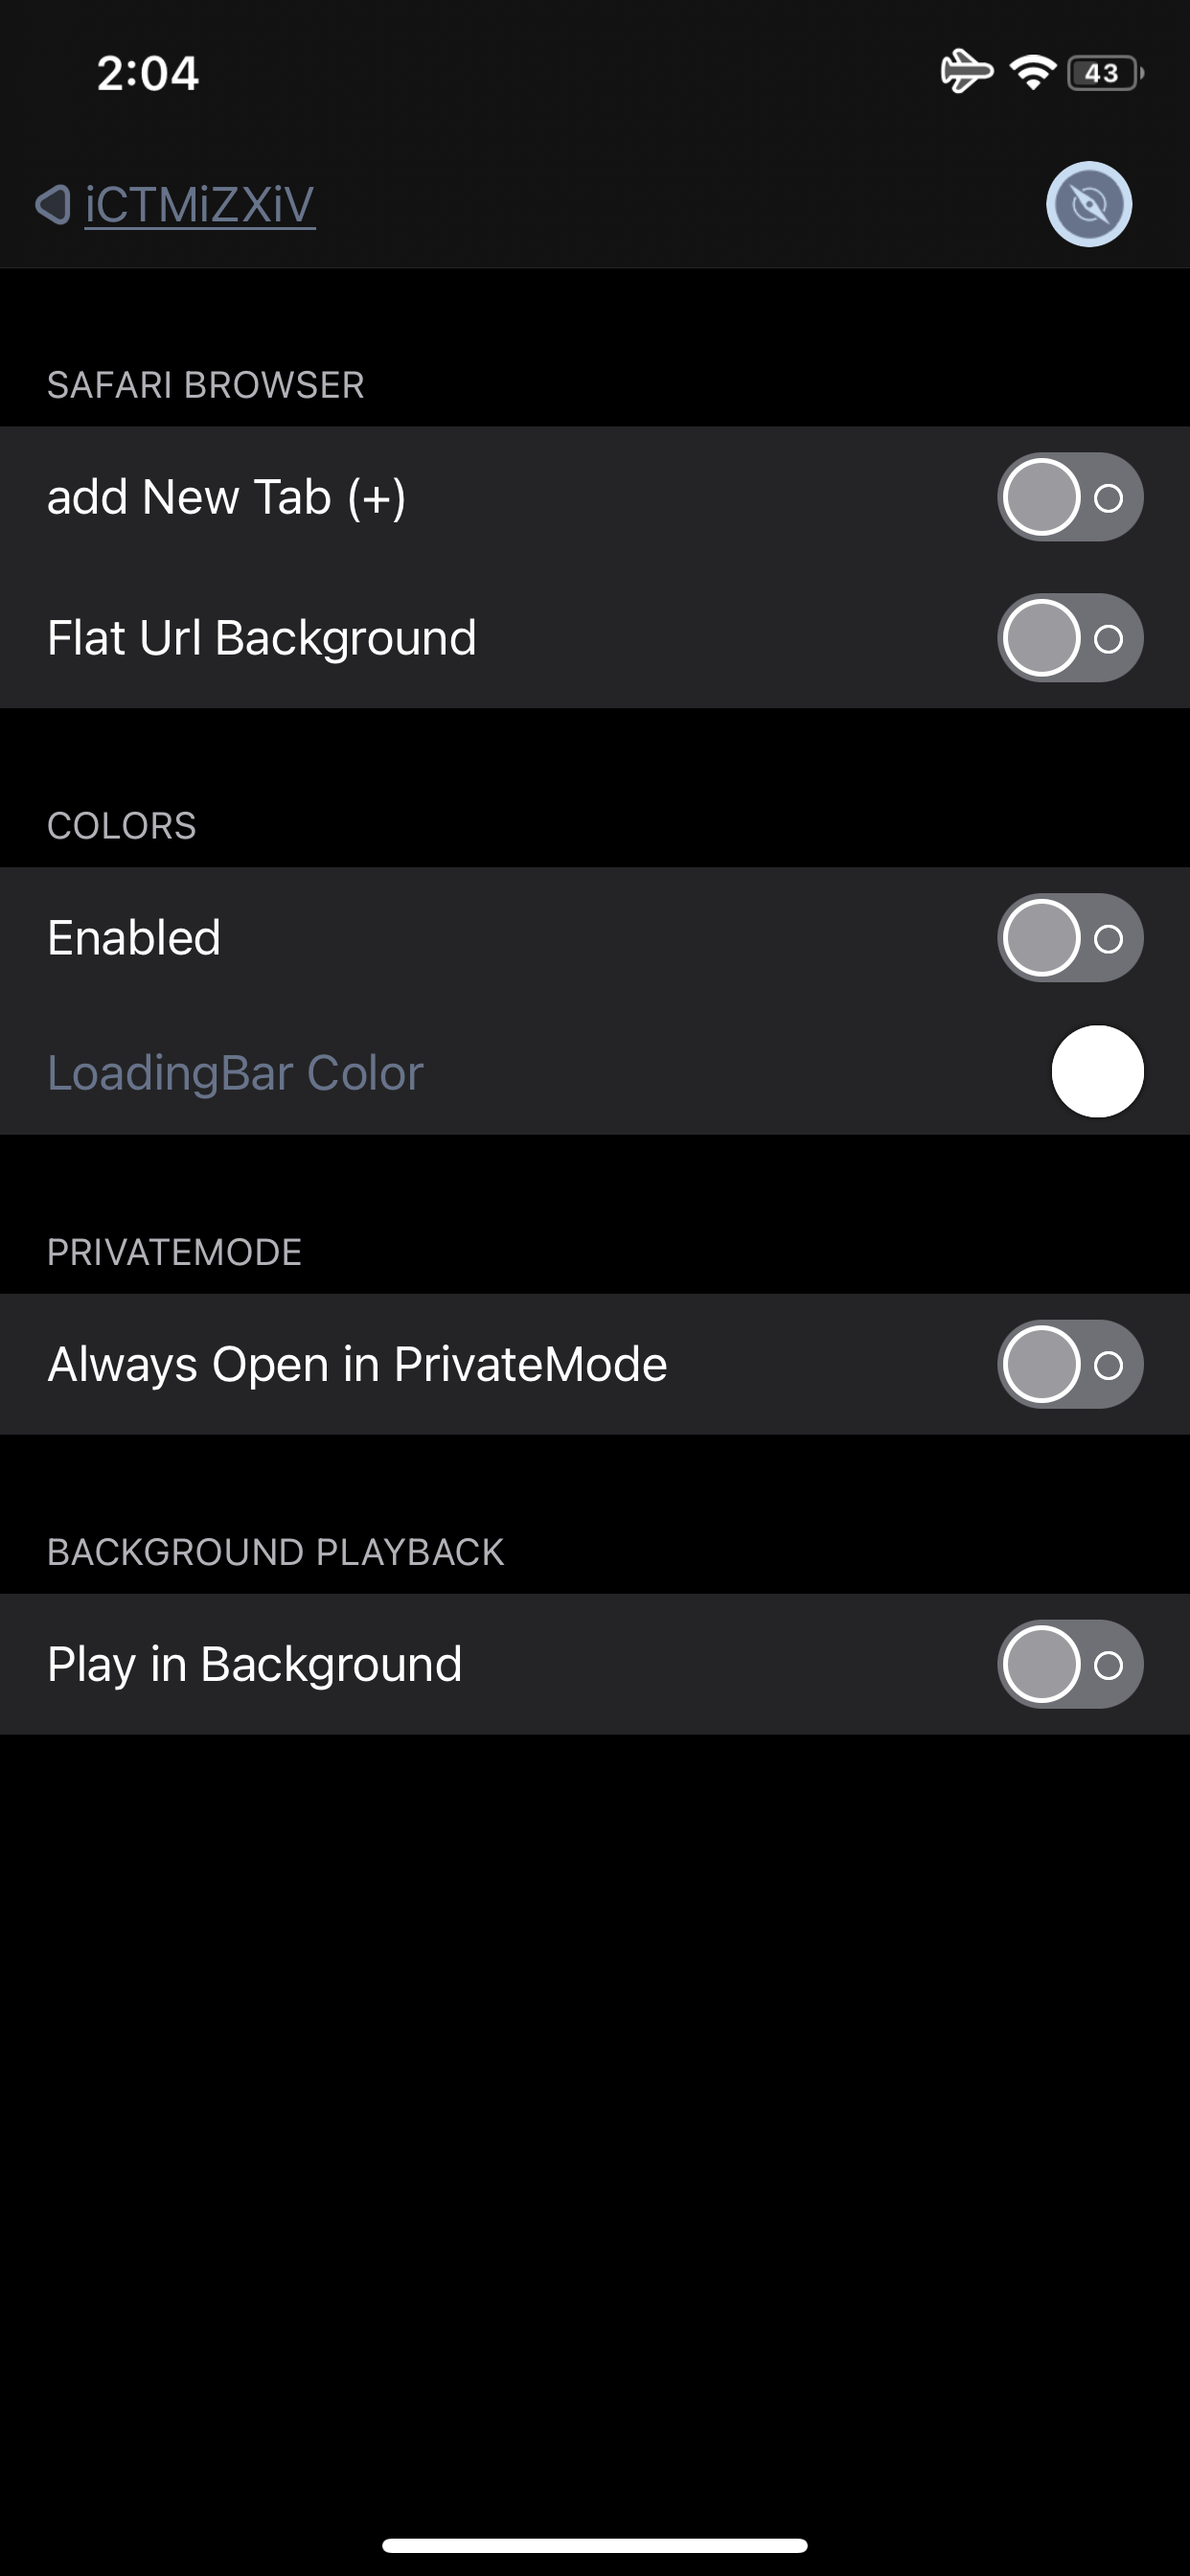 2:04
43
iCTMiZXiV
SAFARI BROWSER
add New Tab (+)
Flat Url Background
COLORS
Enabled
LoadingBar Color
PRIVATEMODE
Always Open in PrivateMode
BACKGROUND PLAYBACK
Play in Background